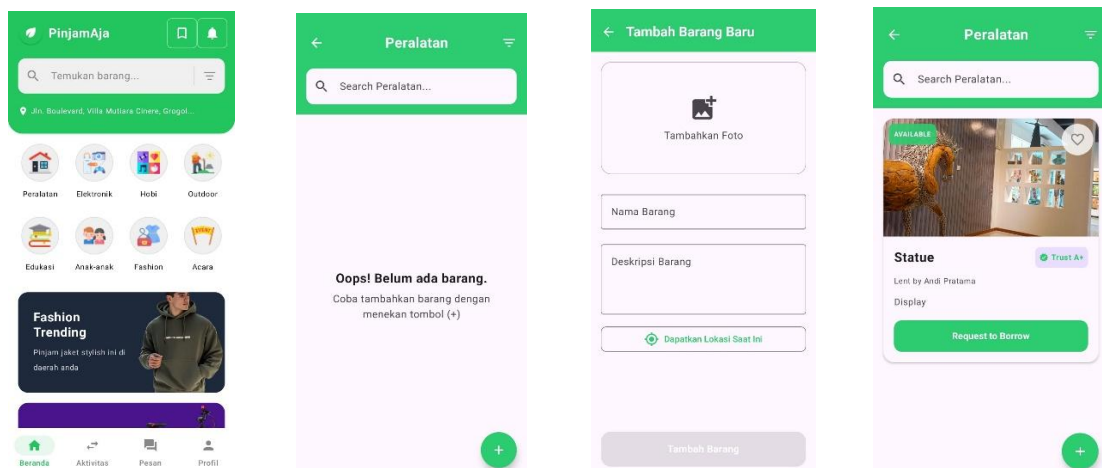 PinjamAja
Temukan barang...
Jln. Boulevard, Villa Mutiara Cinere, Grogol...
Peralatan
Elektronik
Hobi
Outdoor
Edukasi
Anak-anak
Fashion
Acara
Fashion
Trending
Pinjam jaket stylish ini di
daerah anda
Beranda
Aktivitas
Pesan
Profil
Peralatan
Search Peralatan...
Oops! Belum ada barang.
Coba tambahkan barang dengan
menekan tombol (+)
+
Tambah Barang Baru
Tambahkan Foto
Nama Barang
Deskripsi Barang
Dapatkan Lokasi Saat Ini
Tambah Barang
Peralatan
Search Peralatan...
AVAILABLE
Statue
Trust A+
Lent by Andi Pratama
Display
Request to Borrow
+